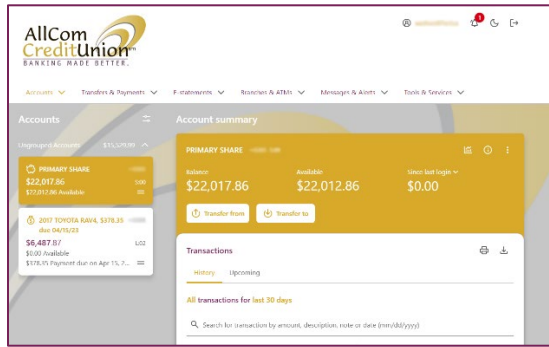 AllCom
CreditUnion
BANKING MADE BETTER.
1
Accounts
Transfers & Payments
E-statements
Branches & ATMs
Messages & Alerts
Tools & Services
Accounts
Ungrouped Accounts
PRIMARY SHARE
$22,017.86
S00
$22,012.86 Available
2017 TOYOTA RAV4, $378.35
due 04/15/23
$6,487.87
L02
$0.00 Available
$378.35 Payment due on Apr 15, 2...
Account summary
PRIMARY SHARE
Balance
Available
Since last login
$22,017.86
$22,012.86
$0.00
Transfer from
Transfer to
Transactions
History
Upcoming
All transactions for last 30 days
Search for transaction by amount, description, note or date (mm/dd/yyyy)